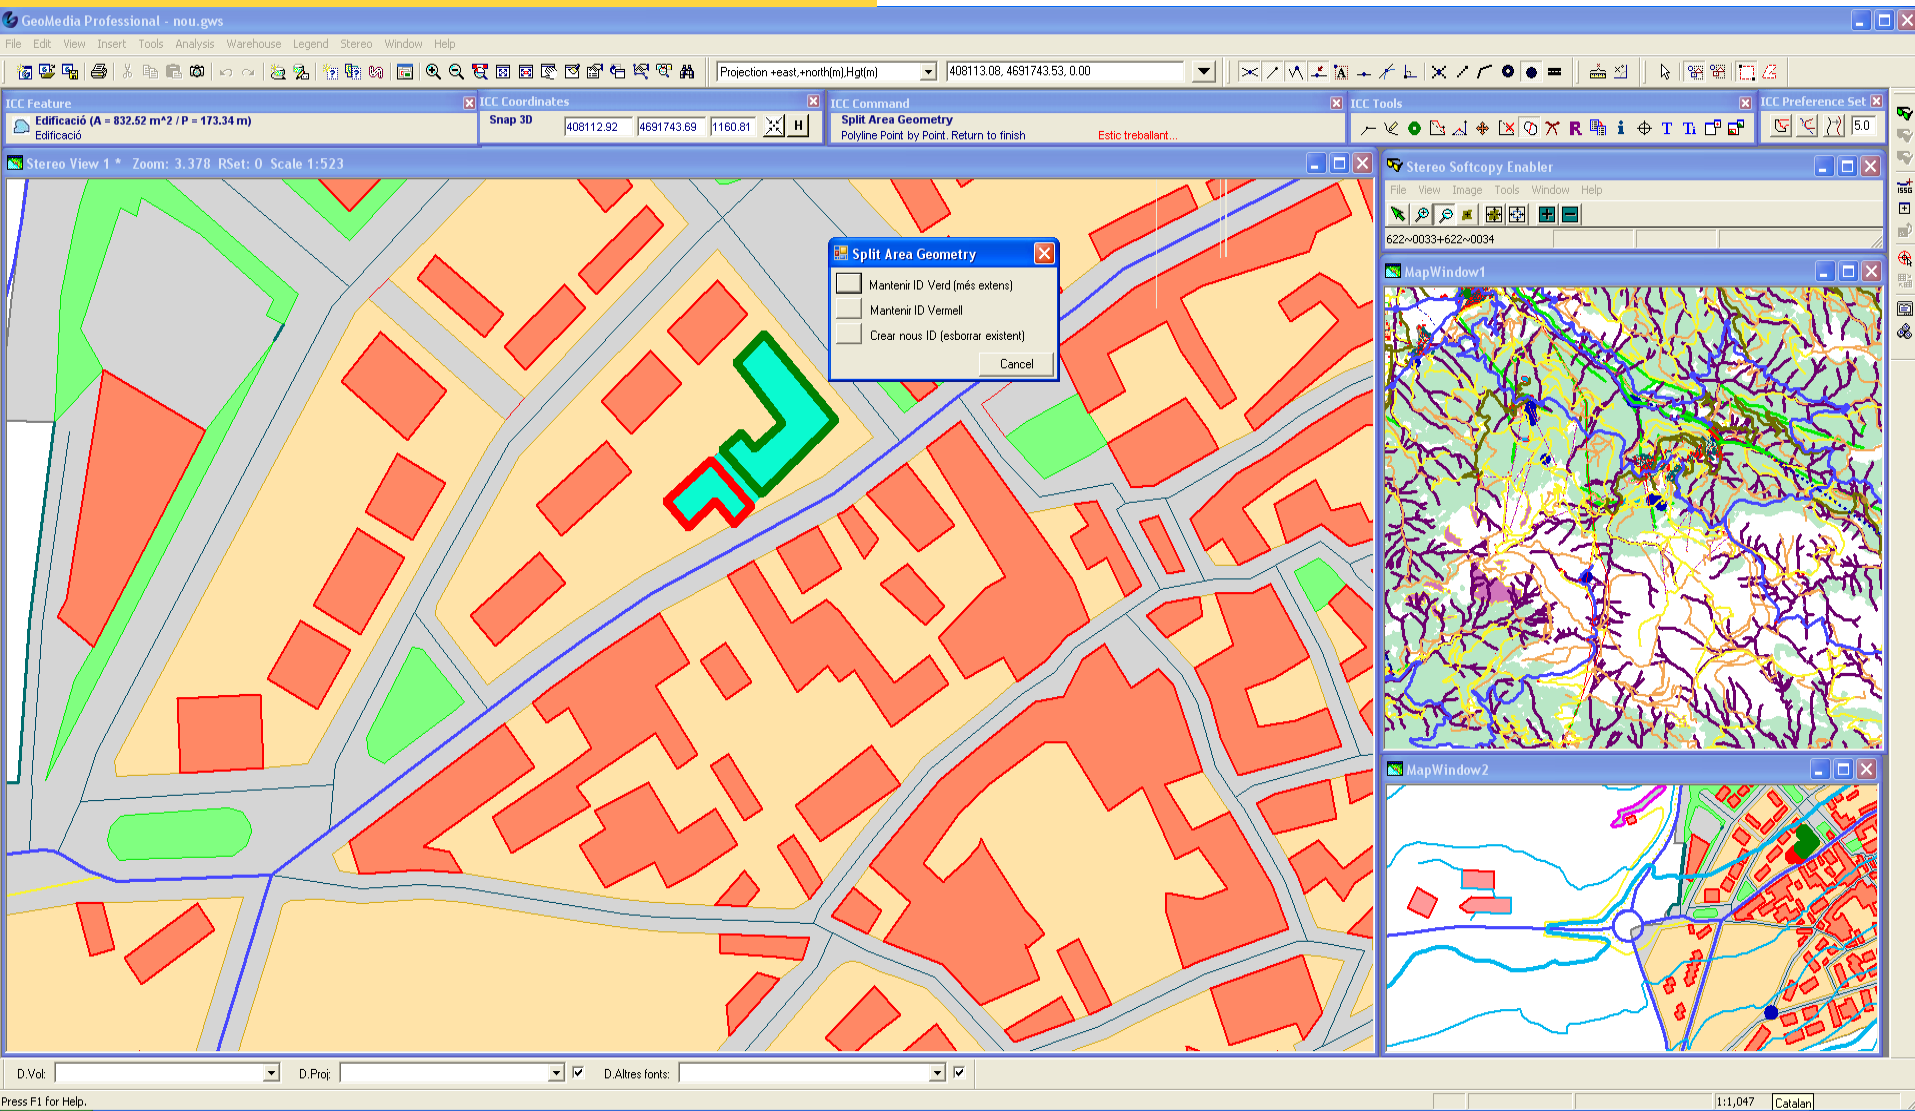 GeoMedia Professional - nou.gws
File Edit View Insert Tools Analysis Warehouse Legend Stereo Window Help
Projection +east,+north(m),Hgt(m)
408113.08, 4691743.53, 0.00
ICC Feature
Edificació (A = 832.52 m^2 / P = 173.34 m)
Edificació
ICC Coordinates
Snap 3D
408112.92 4691743.69 1160.81 H
ICC Command
Split Area Geometry
Polyline Point by Point. Return to finish Estic treballant...
ICC Tools
R i T Ti
ICC Preference Set
5.0
Stereo View 1 * Zoom: 3.378 RSet: 0 Scale 1:523
Split Area Geometry
Mantenir ID Verd (més extens)
Mantenir ID Vermell
Crear nous ID (esborrar existent)
Cancel
Stereo Softcopy Enabler
File View Image Tools Window Help
622~0033+622~0034
ISSG
MapWindow1
MapWindow2
D.Vol: D.Proj: D.Altres fonts:
Press F1 for Help.
1:1,047 Catalan